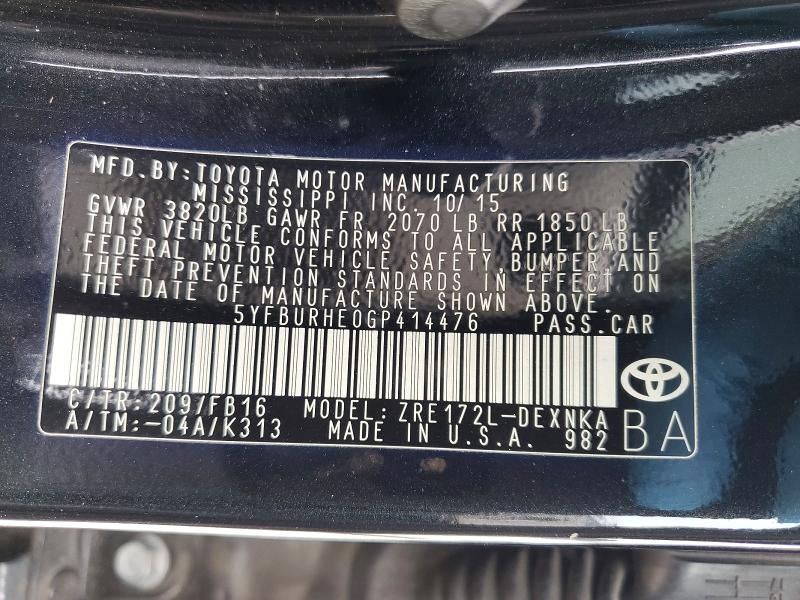 MFD.BY:TOYOTA MOTOR MANUFACTURING
MISSISSIPPI INC. 10/15
GVWR 3820LB GAWR FR 2070 LB RR 1850 LB
THIS VEHICLE CONFORMS TO ALL APPLICABLE
FEDERAL MOTOR VEHICLE SAFETY,BUMPER AND
THEFT PREVENTION STANDARDS IN EFFECT ON
THE DATE OF MANUFACTURE SHOWN ABOVE.
5YFBURHE0GP414476 PASS.CAR
C/TR:209/FB16 MODEL:ZRE172L-DEXNKA
A/TM:-04A/K313 MADE IN U.S.A. 982 BA